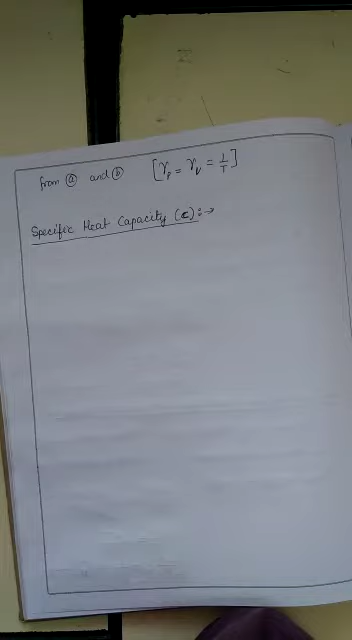 from ⓐ and ⓑ [γₚ = γᵥ = 1/T]
Specific Heat Capacity (c) :→